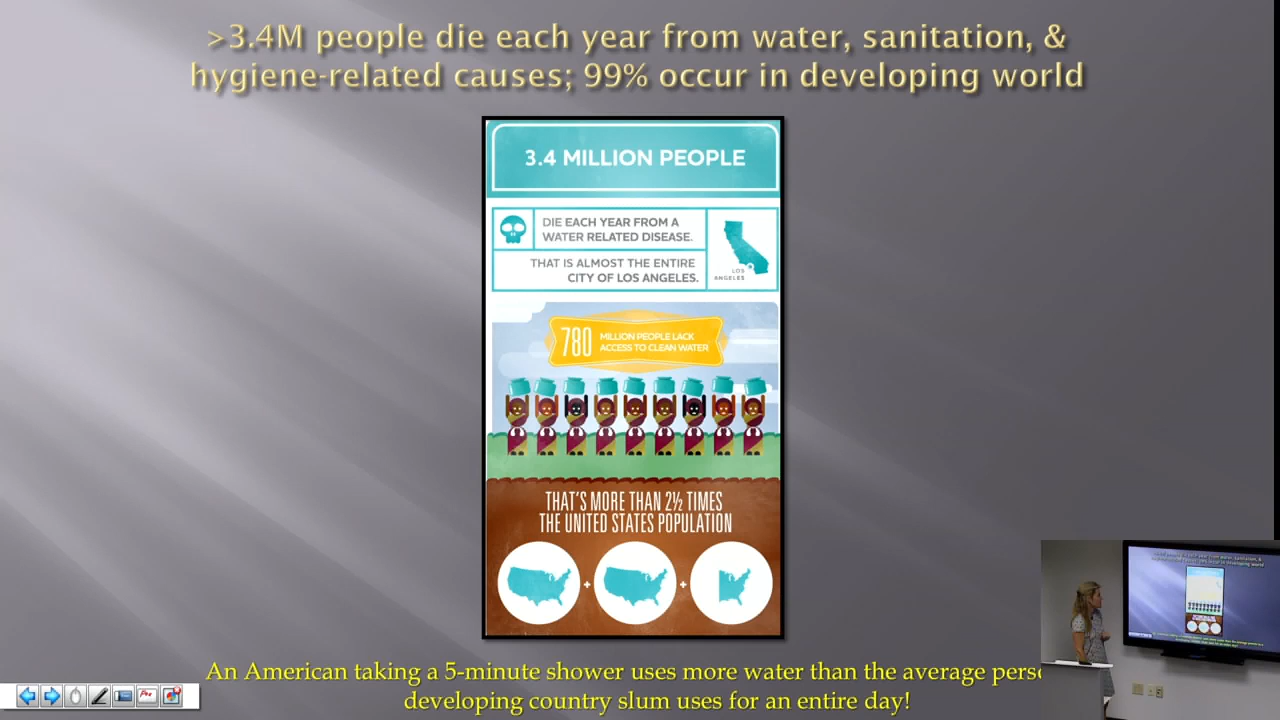 >3.4M people die each year from water, sanitation, &
hygiene-related causes; 99% occur in developing world
3.4 MILLION PEOPLE
DIE EACH YEAR FROM A
WATER RELATED DISEASE.
THAT IS ALMOST THE ENTIRE
CITY OF LOS ANGELES.
LOS
ANGELES
780
MILLION PEOPLE LACK
ACCESS TO CLEAN WATER
THAT'S MORE THAN 2½ TIMES
THE UNITED STATES POPULATION
+ +
An American taking a 5-minute shower uses more water than the average
developing country slum uses for an entire day!